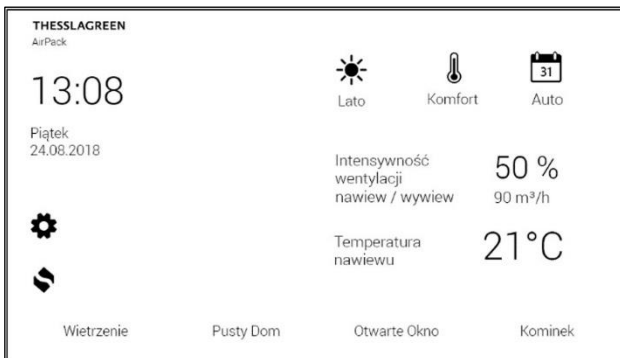 THESSLAGREEN
AirPack
13:08
Piątek
24.08.2018
31
Lato
Komfort
Auto
Intensywność
wentylacji
nawiew / wywiew
50 %
90 m³/h
Temperatura
nawiewu
21°C
Wietrzenie
Pusty Dom
Otwarte Okno
Kominek